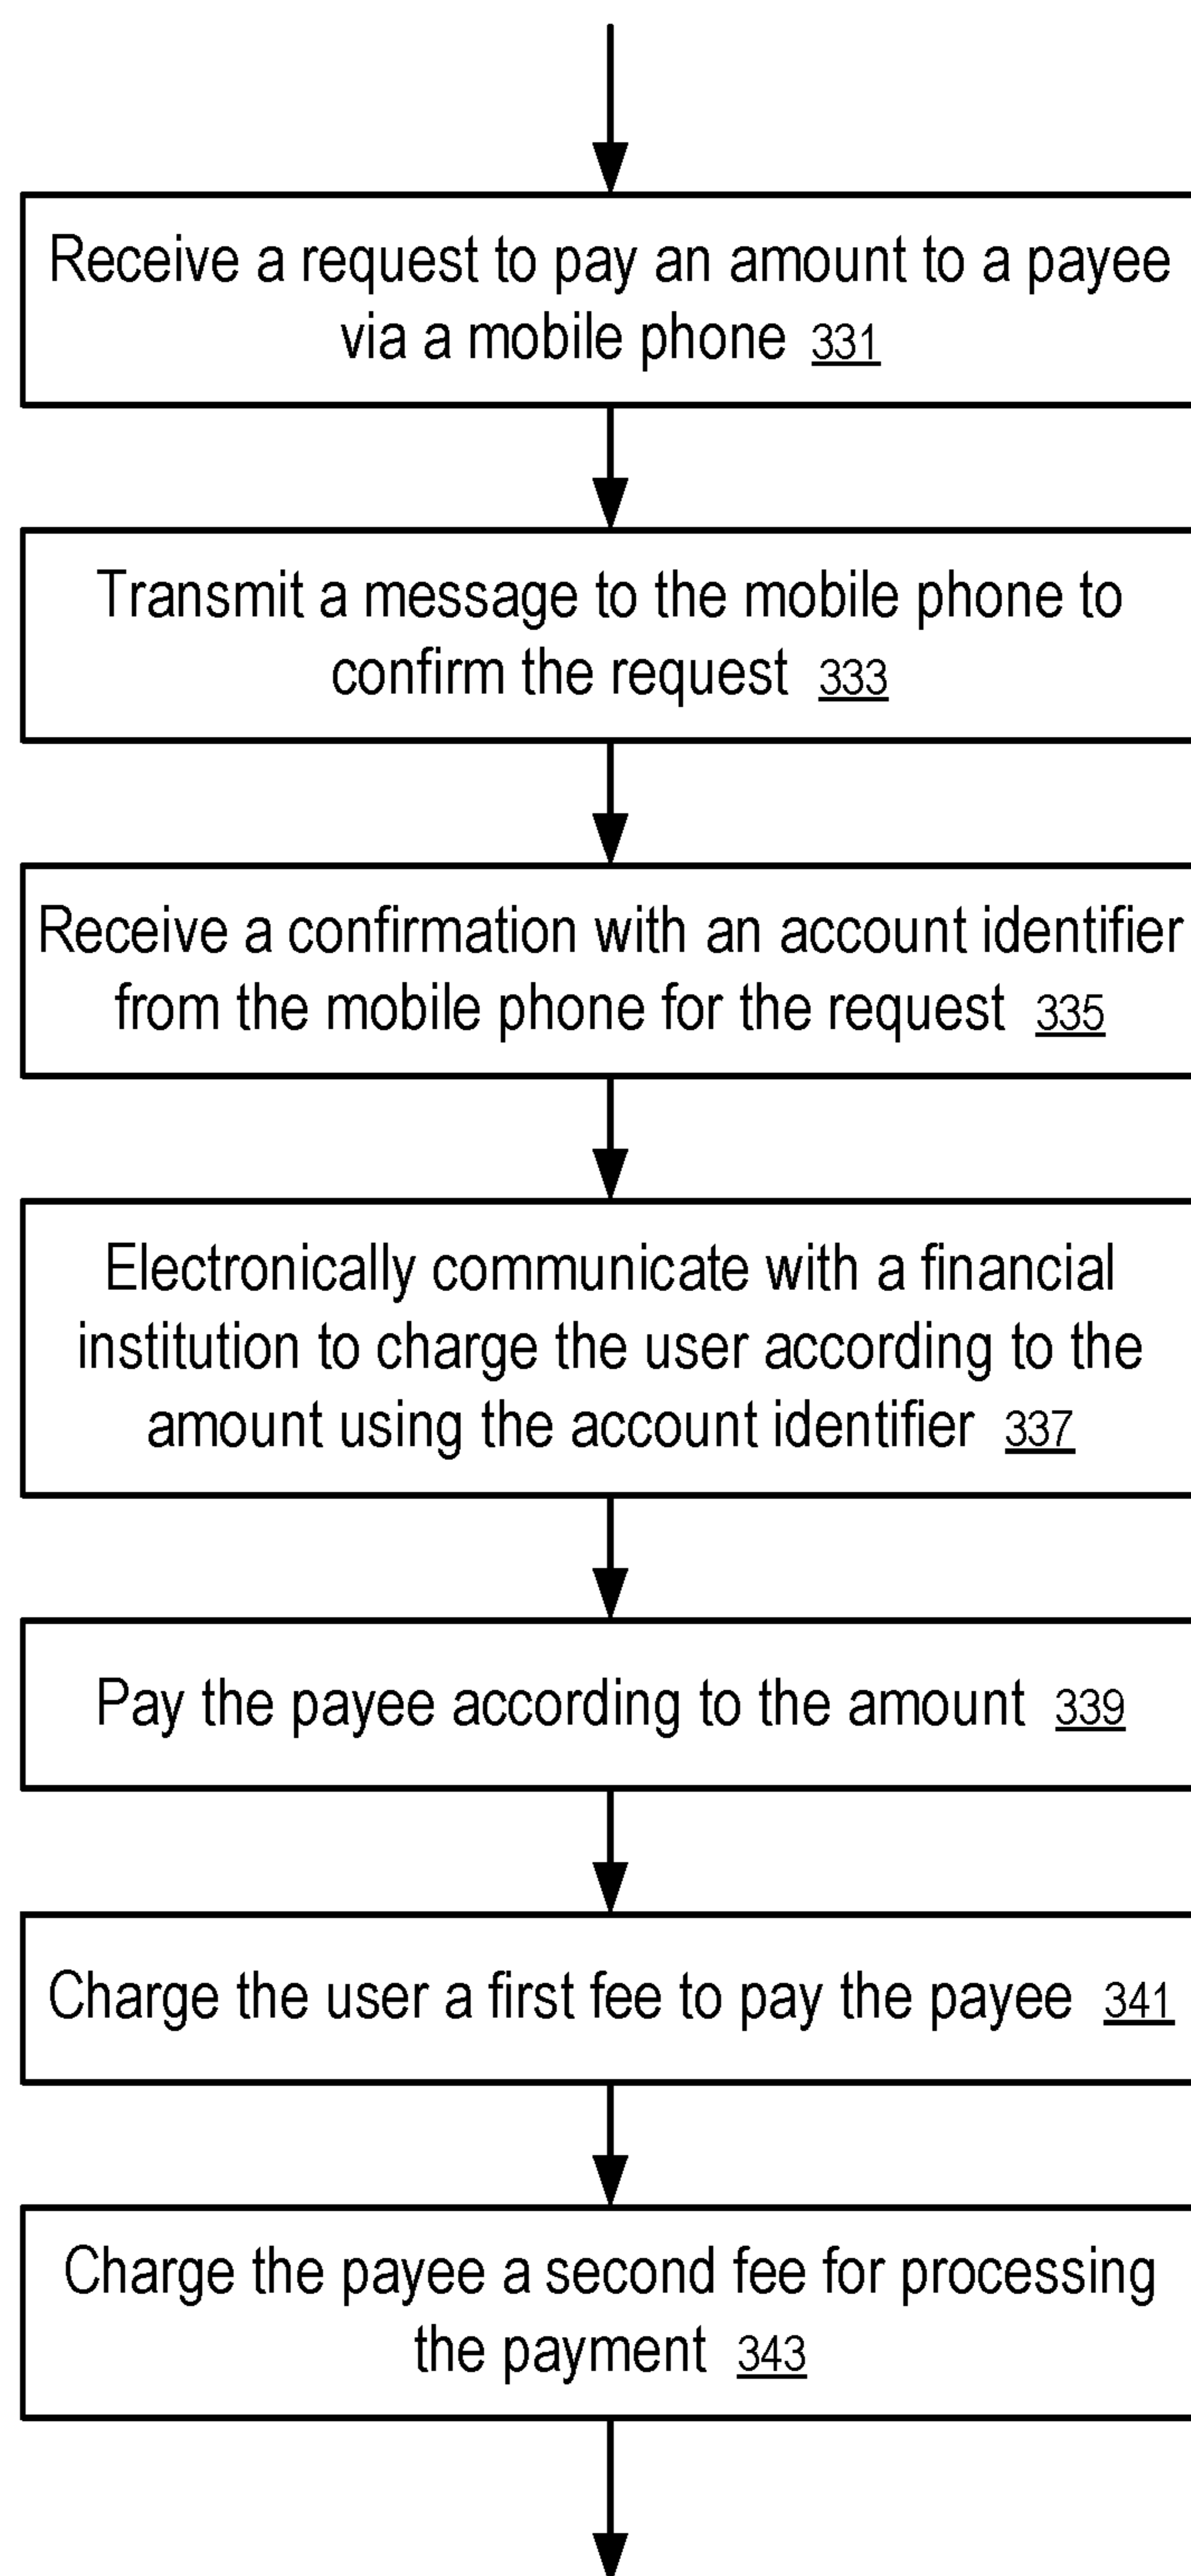 Receive a request to pay an amount to a payee
via a mobile phone 331
Transmit a message to the mobile phone to
confirm the request 333
Receive a confirmation with an account identifier
from the mobile phone for the request 335
Electronically communicate with a financial
institution to charge the user according to the
amount using the account identifier 337
Pay the payee according to the amount 339
Charge the user a first fee to pay the payee 341
Charge the payee a second fee for processing
the payment 343